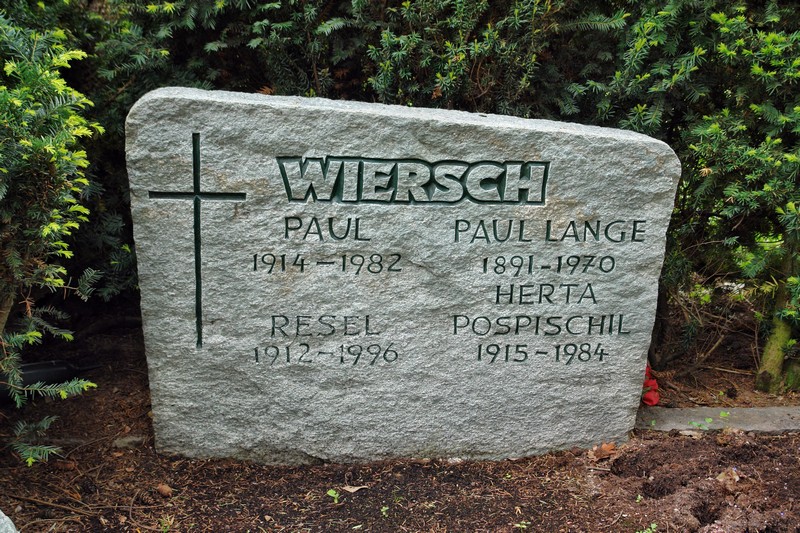 WIERSCH
PAUL
1914-1982
RESEL
1912-1996
PAUL LANGE
1891-1970
HERTA
POSPISCHIL
1915-1984